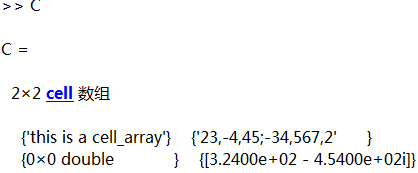 >> C
C =
2×2 cell 数组
{'this is a cell_array'} {'23,-4,45;-34,567,2' }
{0×0 double } {[3.2400e+02 - 4.5400e+02i]}